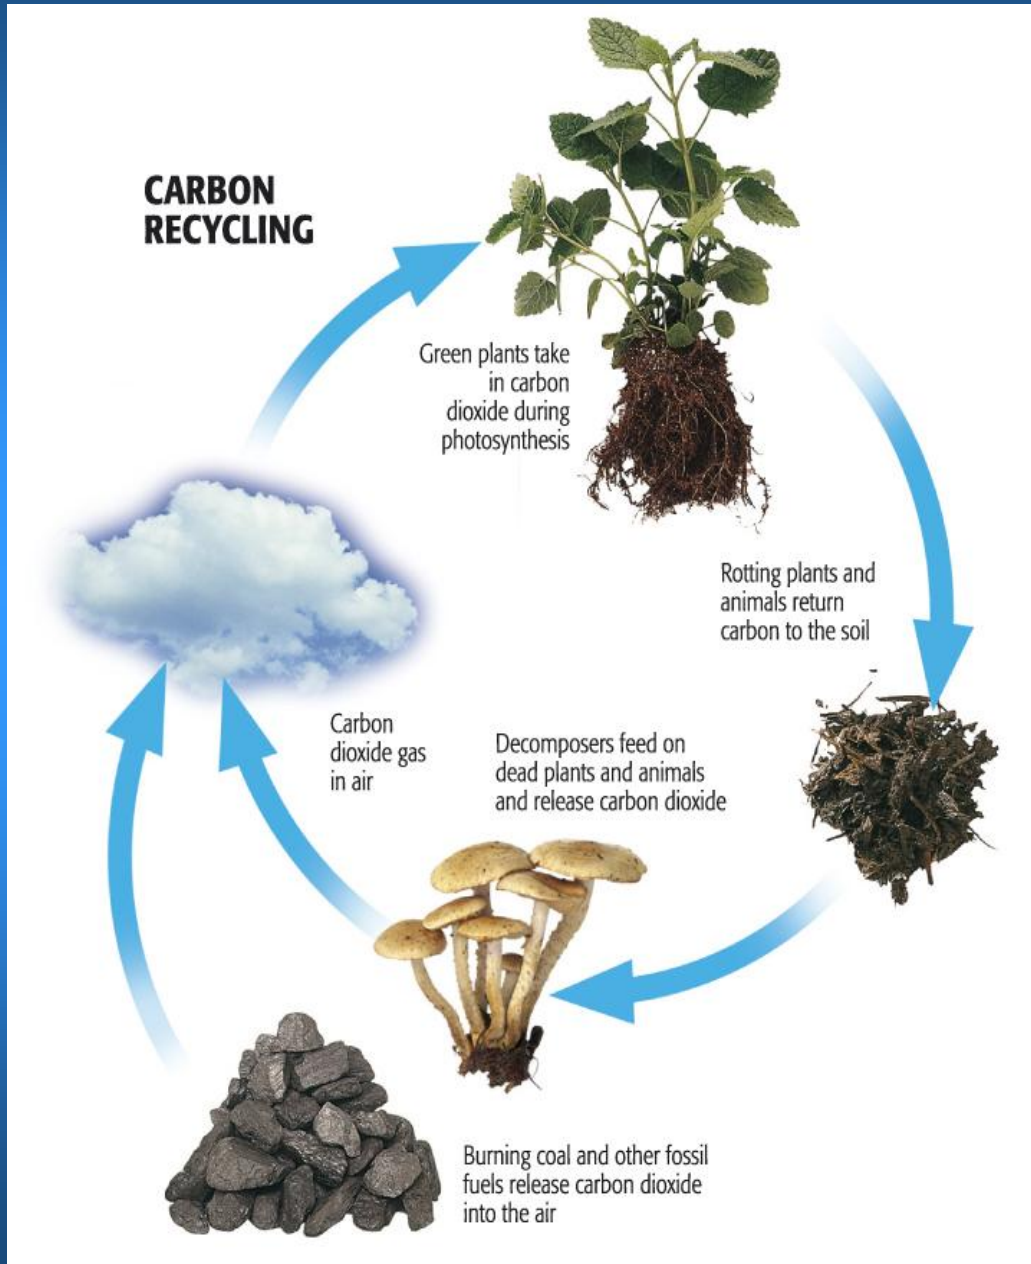 CARBON
RECYCLING
Green plants take
in carbon
dioxide during
photosynthesis
Rotting plants and
animals return
carbon to the soil
Carbon
dioxide gas
in air
Decomposers feed on
dead plants and animals
and release carbon dioxide
Burning coal and other fossil
fuels release carbon dioxide
into the air